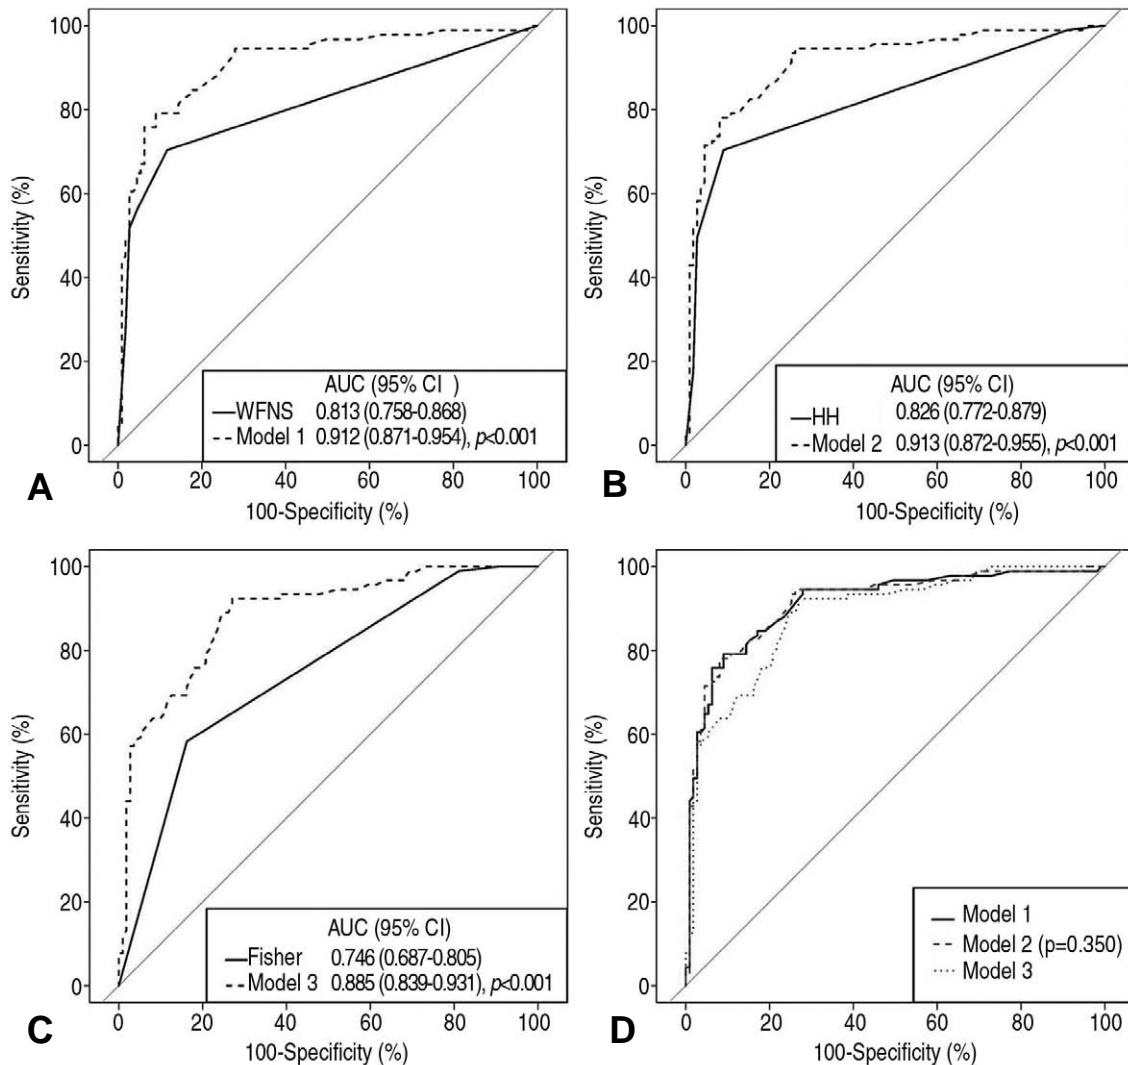 100
80
60
40
20
0
Sensitivity (%)
AUC (95% CI )
WFNS 0.813 (0.758-0.868)
Model 1 0.912 (0.871-0.954), p<0.001
0 20 40 60 80 100
100-Specificity (%)
A
100
80
60
40
20
0
Sensitivity (%)
AUC (95% CI)
HH 0.826 (0.772-0.879)
Model 2 0.913 (0.872-0.955), p<0.001
0 20 40 60 80 100
100-Specificity (%)
B
100
80
60
40
20
0
Sensitivity (%)
AUC (95% CI)
Fisher 0.746 (0.687-0.805)
Model 3 0.885 (0.839-0.931), p<0.001
0 20 40 60 80 100
100-Specificity (%)
C
100
80
60
40
20
0
Sensitivity (%)
Model 1
Model 2 (p=0.350)
Model 3
0 20 40 60 80 100
100-Specificity (%)
D